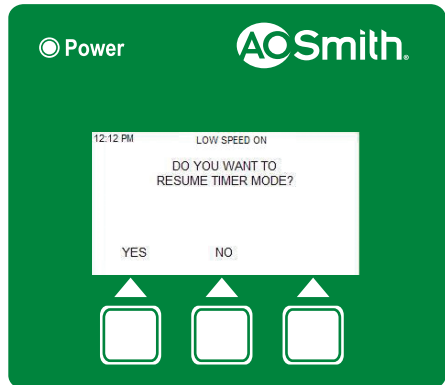 Power
AOSmith®
12:12 PM
LOW SPEED ON
DO YOU WANT TO
RESUME TIMER MODE?
YES
NO